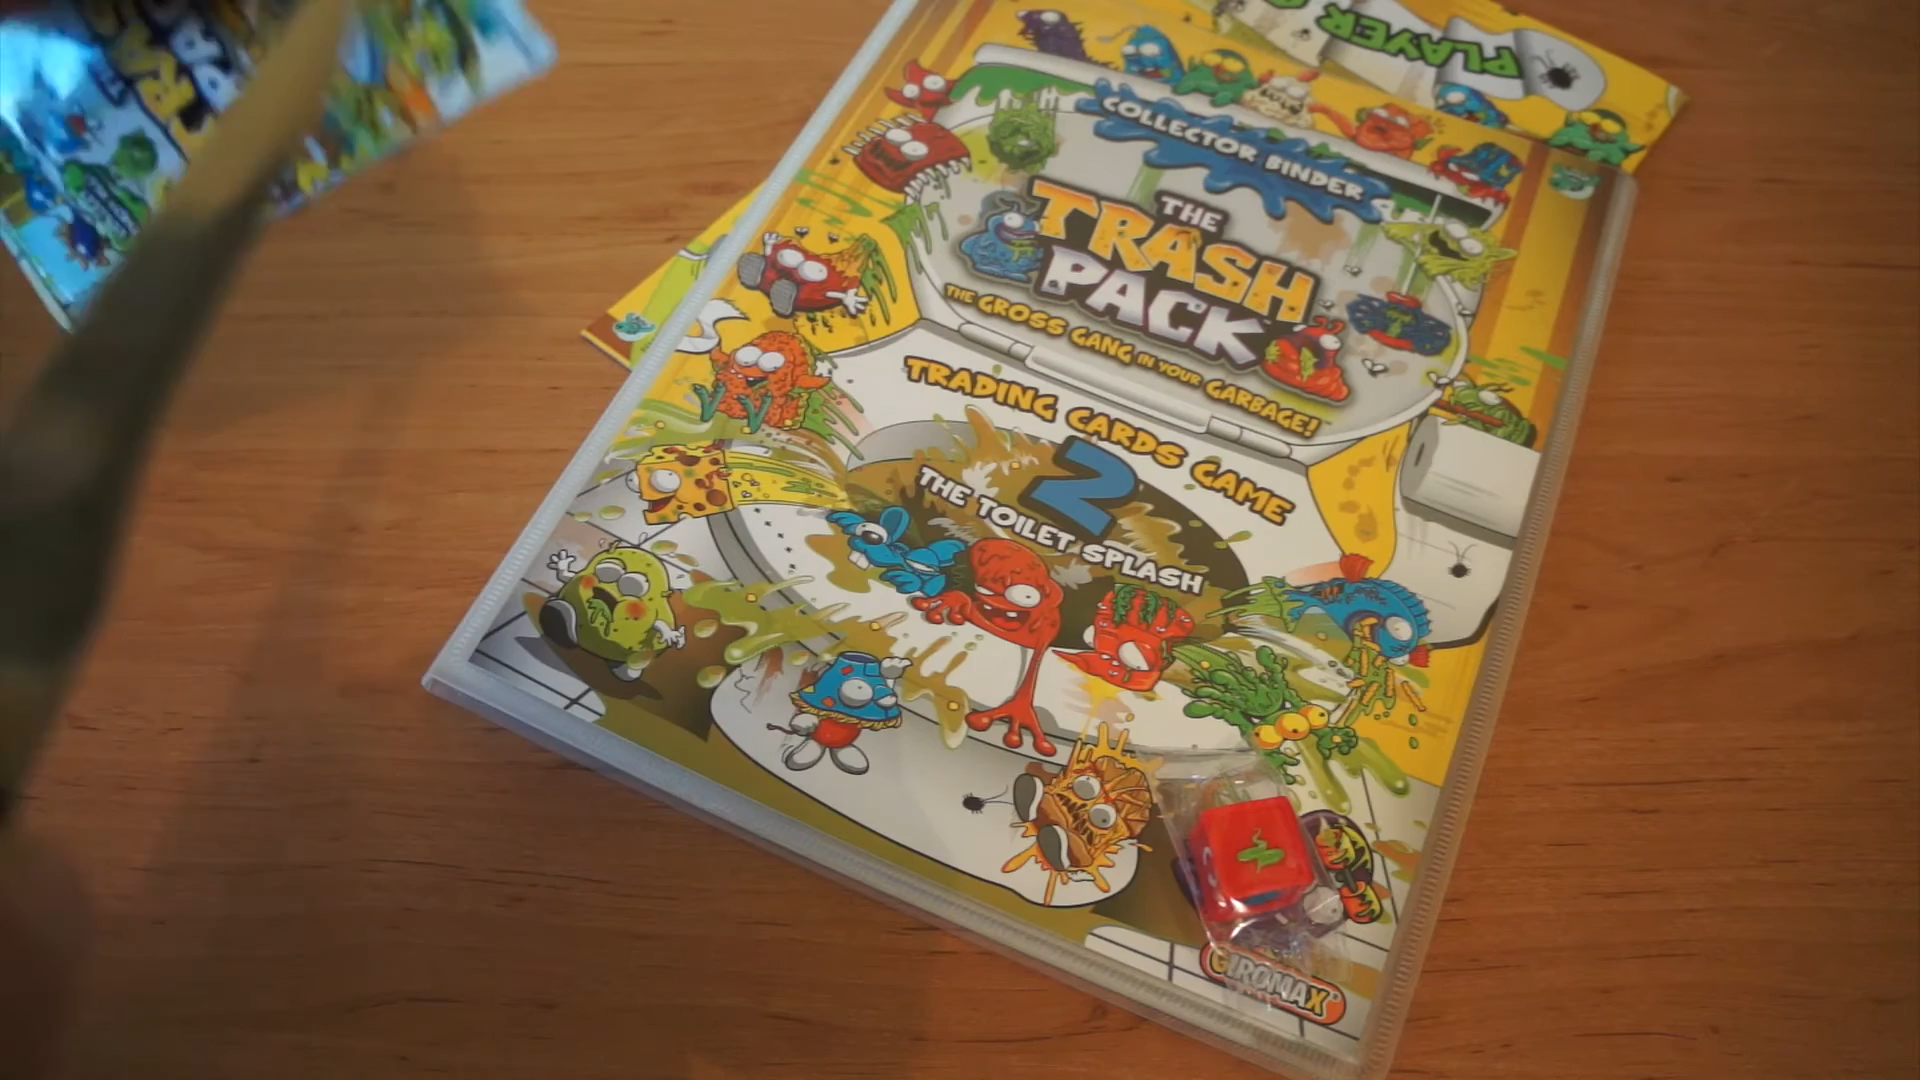 PLAYER
COLLECTOR BINDER
THE
TRASH
PACK
THE GROSS GANG IN YOUR GARBAGE!
TRADING CARDS GAME
2
THE TOILET SPLASH
GIROMAX